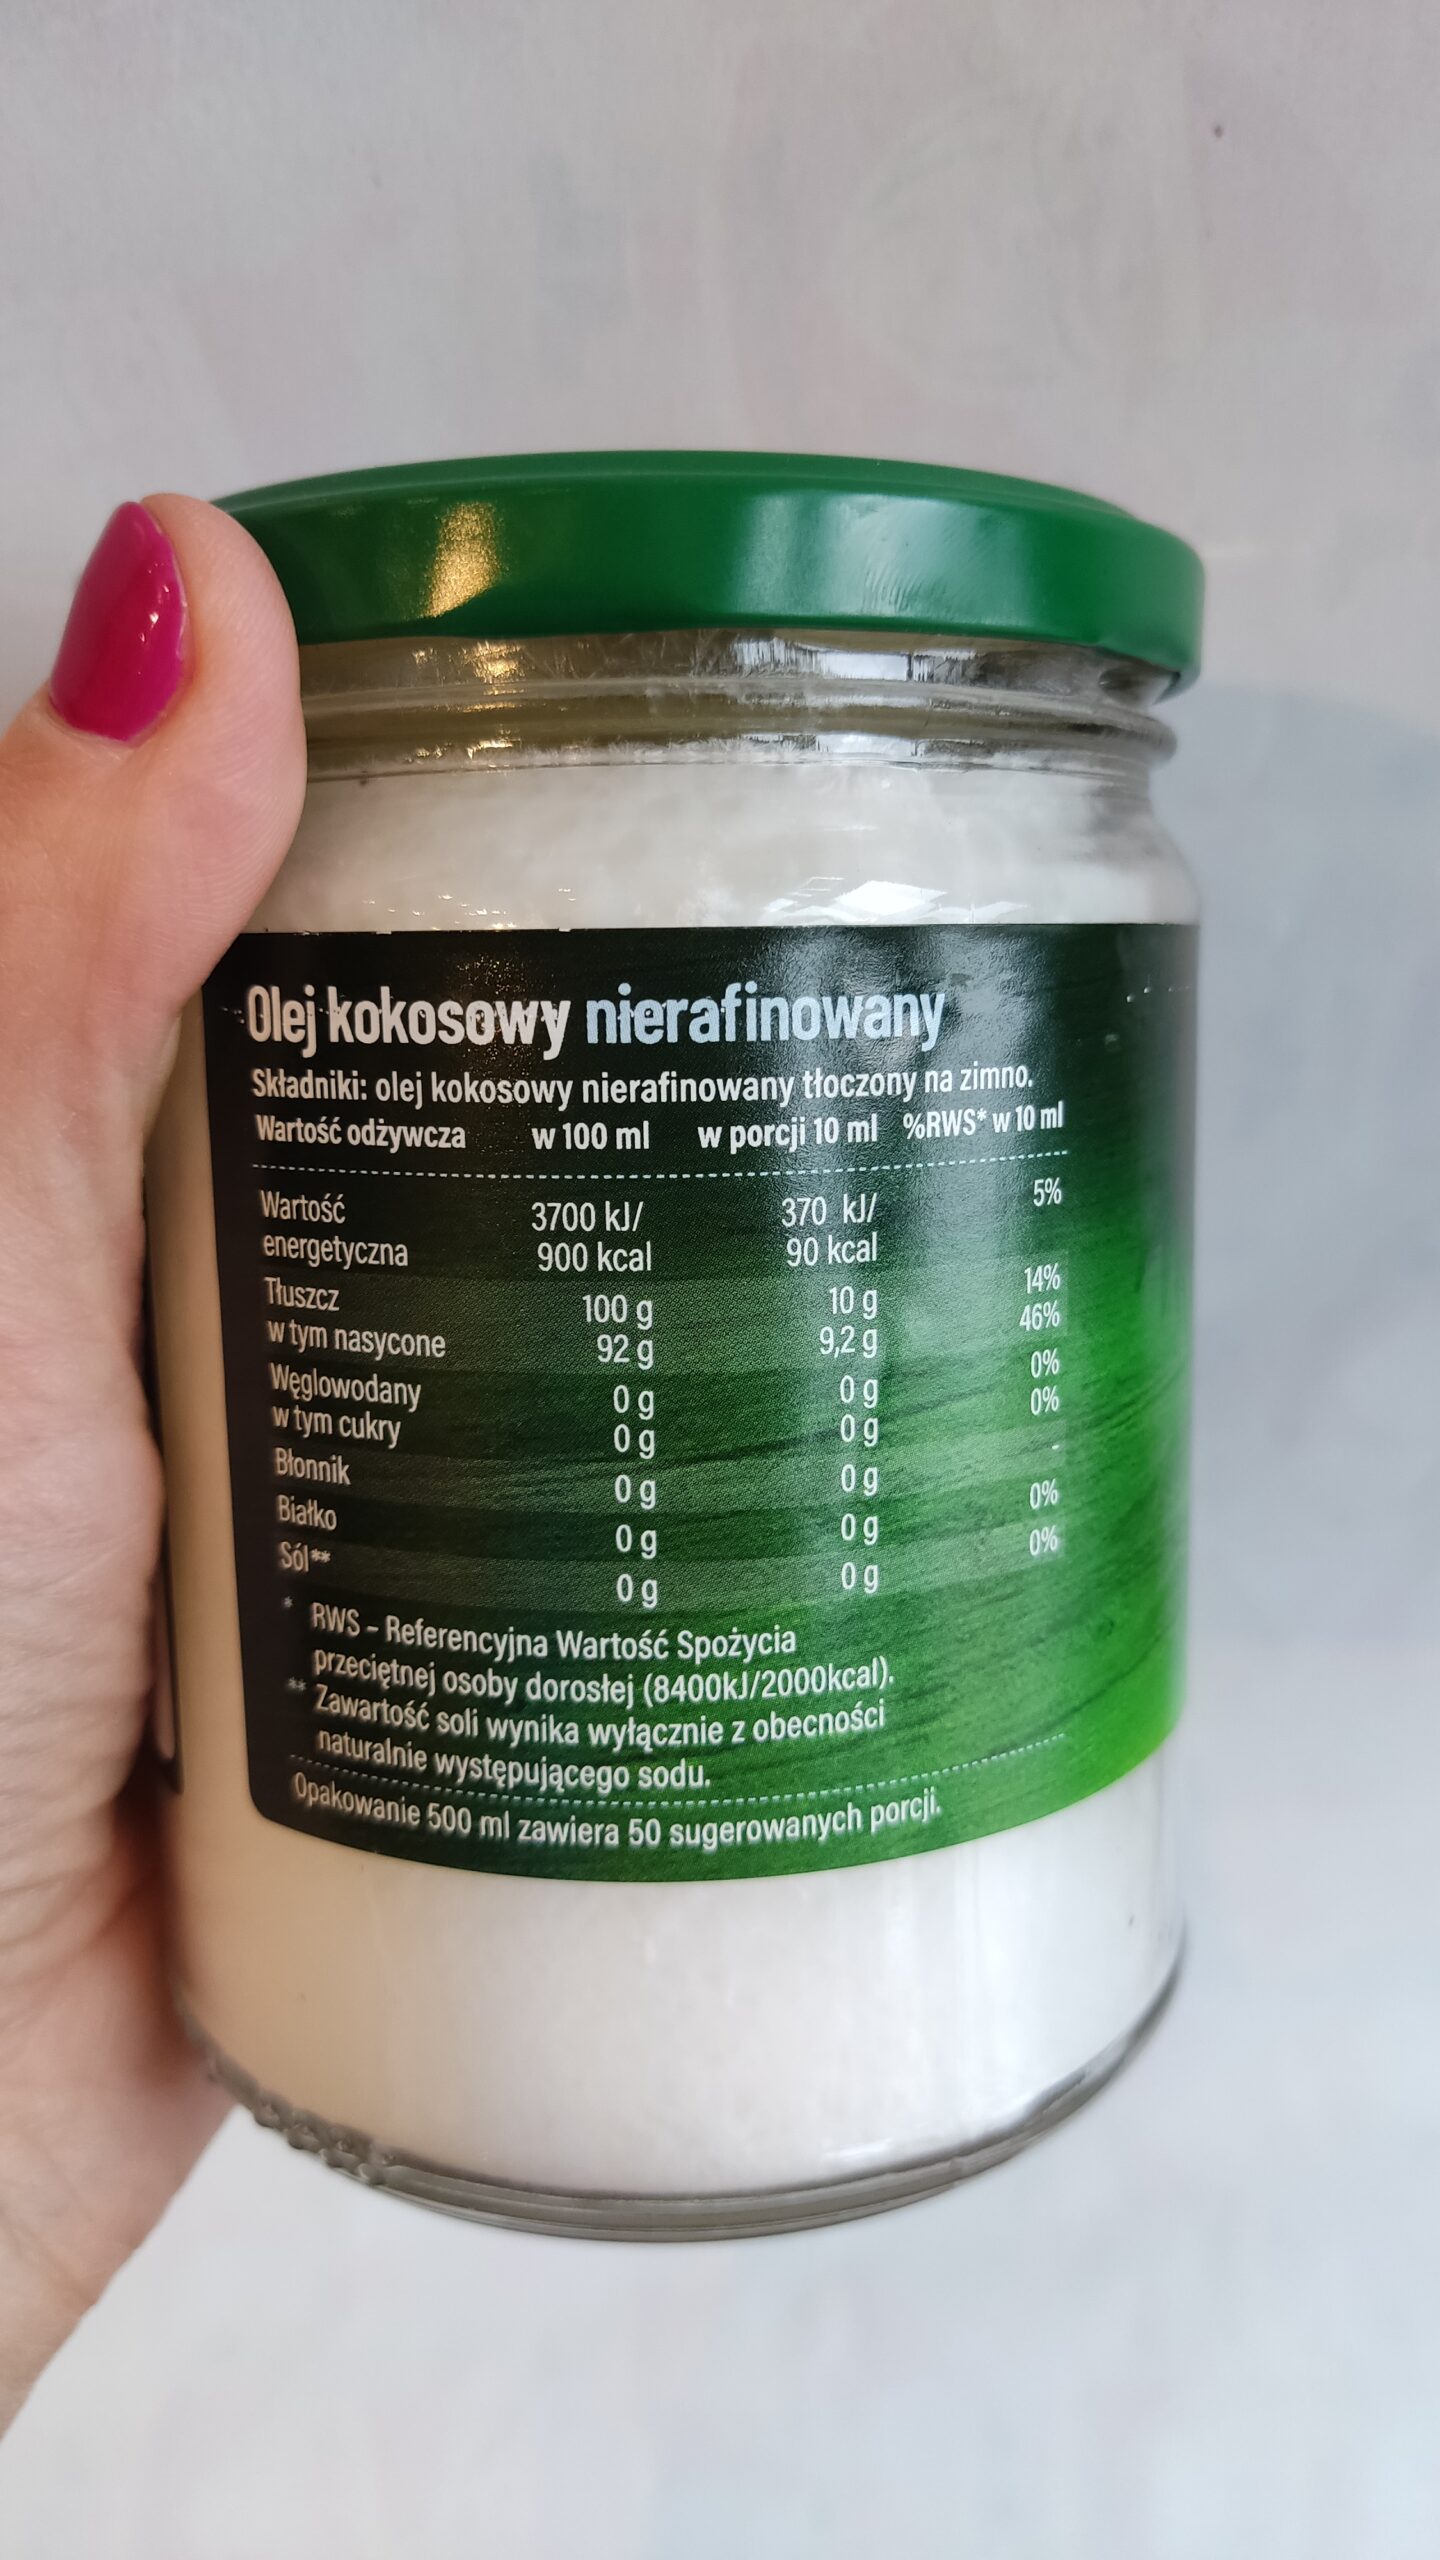 Olej kokosowy nierafinowany
Składniki: olej kokosowy nierafinowany tłoczony na zimno.
Wartość odżywcza w 100 ml w porcji 10 ml %RWS* w 10 ml
Wartość 3700 kJ/ 370 kJ/ 5%
energetyczna 900 kcal 90 kcal
Tłuszcz 100 g 10 g 14%
w tym nasycone 92 g 9,2 g 46%
Węglowodany 0 g 0 g 0%
w tym cukry 0 g 0 g 0%
Błonnik 0 g 0 g -
Białko 0 g 0 g 0%
Sól** 0 g 0 g 0%
* RWS – Referencyjna Wartość Spożycia
przeciętnej osoby dorosłej (8400kJ/2000kcal).
** Zawartość soli wynika wyłącznie z obecności
naturalnie występującego sodu.
Opakowanie 500 ml zawiera 50 sugerowanych porcji.